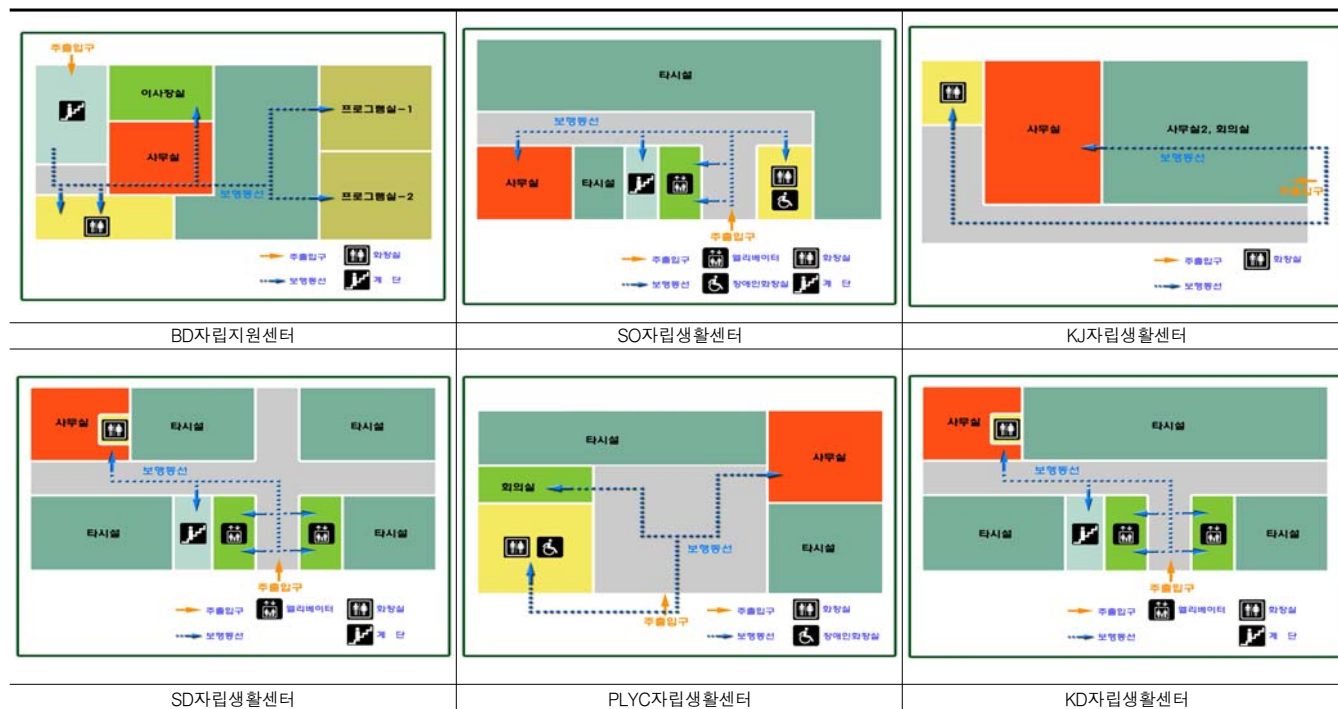 주출입구
이사장실
프로그램실-1
사무실
보행동선
프로그램실-2
주출입구
화장실
보행동선
계 단
BD자립지원센터
타시설
보행동선
사무실
타시설
주출입구
주출입구
엘리베이터
화장실
보행동선
장애인화장실
계 단
SO자립생활센터
사무실
사무실2, 회의실
보행동선
주출입구
주출입구
화장실
보행동선
KJ자립생활센터
사무실
타시설
타시설
보행동선
타시설
타시설
주출입구
주출입구
엘리베이터
화장실
보행동선
계 단
SD자립생활센터
타시설
사무실
회의실
보행동선
타시설
주출입구
주출입구
화장실
보행동선
장애인화장실
PLYC자립생활센터
사무실
타시설
보행동선
타시설
타시설
주출입구
주출입구
엘리베이터
화장실
보행동선
계 단
KD자립생활센터